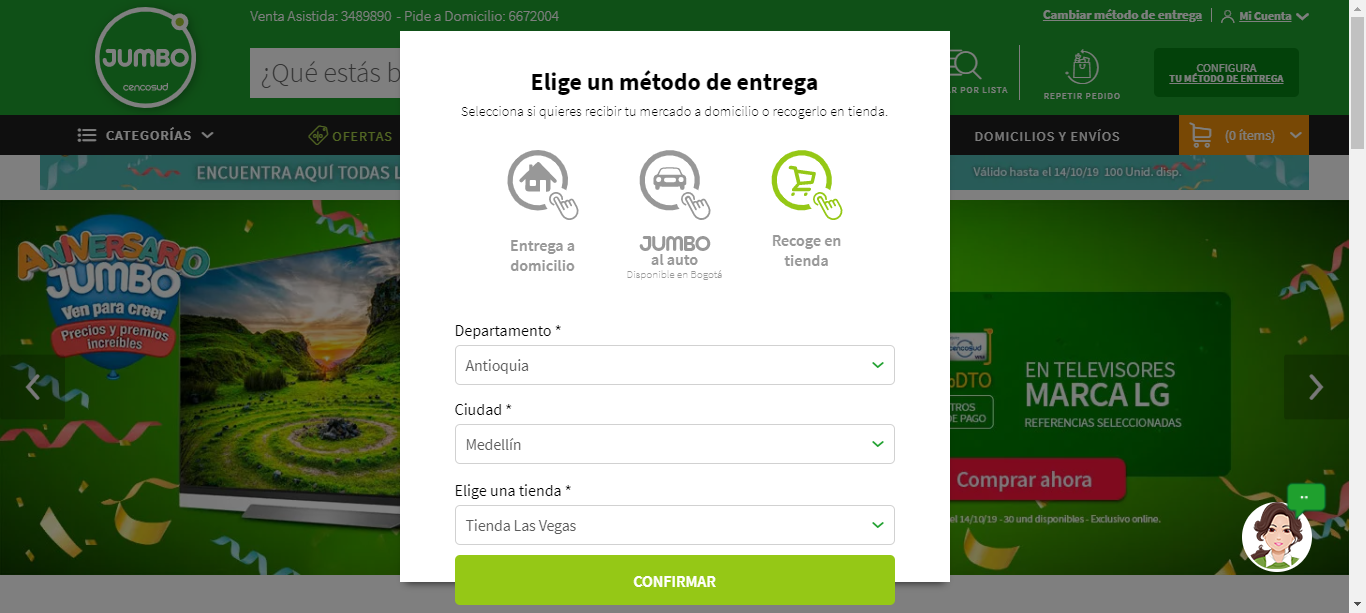 Venta Asistida: 3489890 - Pide a Domicilio: 6672004
Cambiar método de entrega
Mi Cuenta
JUMBO
cencosud
¿Qué estás b
R POR LISTA
REPETIR PEDIDO
CONFIGURA
TU MÉTODO DE ENTREGA
CATEGORÍAS
OFERTAS
DOMICILIOS Y ENVÍOS
(0 ítems)
ENCUENTRA AQUÍ TODAS L
Válido hasta el 14/10/19 100 Unid. disp.
Elige un método de entrega
Selecciona si quieres recibir tu mercado a domicilio o recogerlo en tienda.
Entrega a
domicilio
JUMBO
al auto
Disponible en Bogotá
Recoge en
tienda
Departamento *
Antioquia
Ciudad *
Medellín
Elige una tienda *
Tienda Las Vegas
CONFIRMAR
ANIVERSARIO
JUMBO
Ven para creer
Precios y premios
increíbles
cencosud
DTO
TROS
DE PAGO
EN TELEVISORES
MARCA LG
REFERENCIAS SELECCIONADAS
Comprar ahora
el 14/10/19 -30 und disponibles - Exclusivo online.